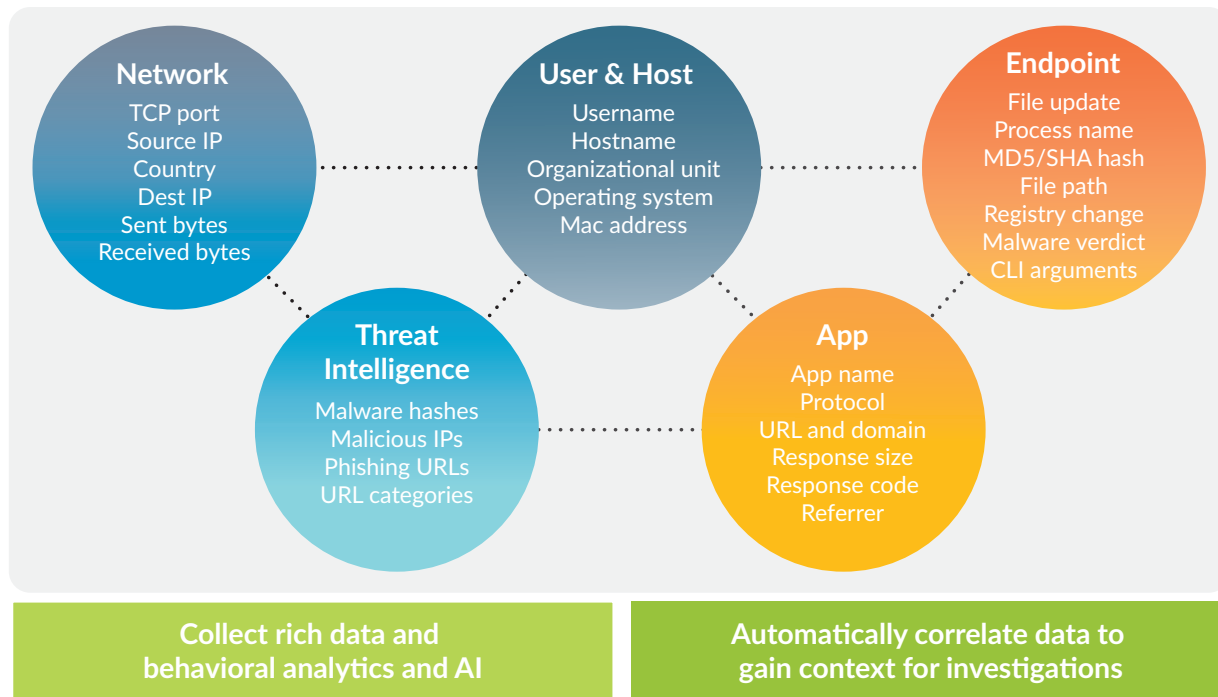 Network
TCP port
Source IP
Country
Dest IP
Sent bytes
Received bytes
User & Host
Username
Hostname
Organizational unit
Operating system
Mac address
Endpoint
File update
Process name
MD5/SHA hash
File path
Registry change
Malware verdict
CLI arguments
Threat
Intelligence
Malware hashes
Malicious IPs
Phishing URLs
URL categories
App
App name
Protocol
URL and domain
Response size
Response code
Referrer
Collect rich data and
behavioral analytics and AI
Automatically correlate data to
gain context for investigations